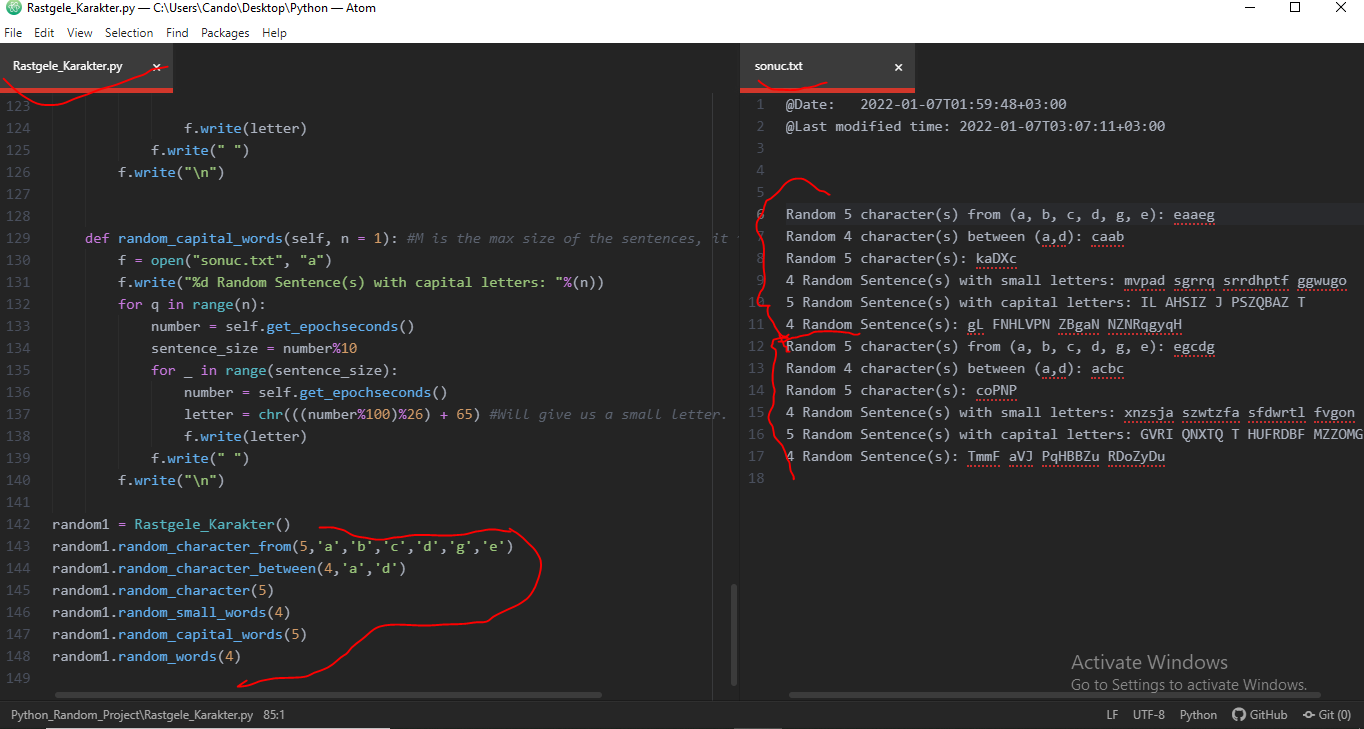 Rastgele_Karakter.py — C:\Users\Cando\Desktop\Python — Atom
File Edit View Selection Find Packages Help
Rastgele_Karakter.py
123
124 f.write(letter)
125 f.write(" ")
126 f.write("\n")
127
128
129 def random_capital_words(self, n = 1): #M is the max size of the sentences, it
130 f = open("sonuc.txt", "a")
131 f.write("%d Random Sentence(s) with capital letters: "%(n))
132 for q in range(n):
133 number = self.get_epochseconds()
134 sentence_size = number%10
135 for _ in range(sentence_size):
136 number = self.get_epochseconds()
137 letter = chr(((number%100)%26) + 65) #Will give us a small letter.
138 f.write(letter)
139 f.write(" ")
140 f.write("\n")
141
142 random1 = Rastgele_Karakter()
143 random1.random_character_from(5,'a','b','c','d','g','e')
144 random1.random_character_between(4,'a','d')
145 random1.random_character(5)
146 random1.random_small_words(4)
147 random1.random_capital_words(5)
148 random1.random_words(4)
149
sonuc.txt
1 @Date: 2022-01-07T01:59:48+03:00
2 @Last modified time: 2022-01-07T03:07:11+03:00
3
4
5
6 Random 5 character(s) from (a, b, c, d, g, e): eaaeg
7 Random 4 character(s) between (a,d): caab
8 Random 5 character(s): kaDXc
9 4 Random Sentence(s) with small letters: mvpad sgrrq srrdhptf ggwugo
10 5 Random Sentence(s) with capital letters: IL AHSIZ J PSZQBAZ T
11 4 Random Sentence(s): gL FNHLVPN ZBgaN NZNRqgyqH
12 Random 5 character(s) from (a, b, c, d, g, e): egcdg
13 Random 4 character(s) between (a,d): acbc
14 Random 5 character(s): coPNP
15 4 Random Sentence(s) with small letters: xnzsja szwtzfa sfdwrtl fvgon
16 5 Random Sentence(s) with capital letters: GVRI QNXTQ T HUFRDBF MZZOMG
17 4 Random Sentence(s): TmmF aVJ PqHBBZu RDoZyDu
18
Activate Windows
Go to Settings to activate Windows.
Python_Random_Project\Rastgele_Karakter.py 85:1
LF UTF-8 Python GitHub Git (0)